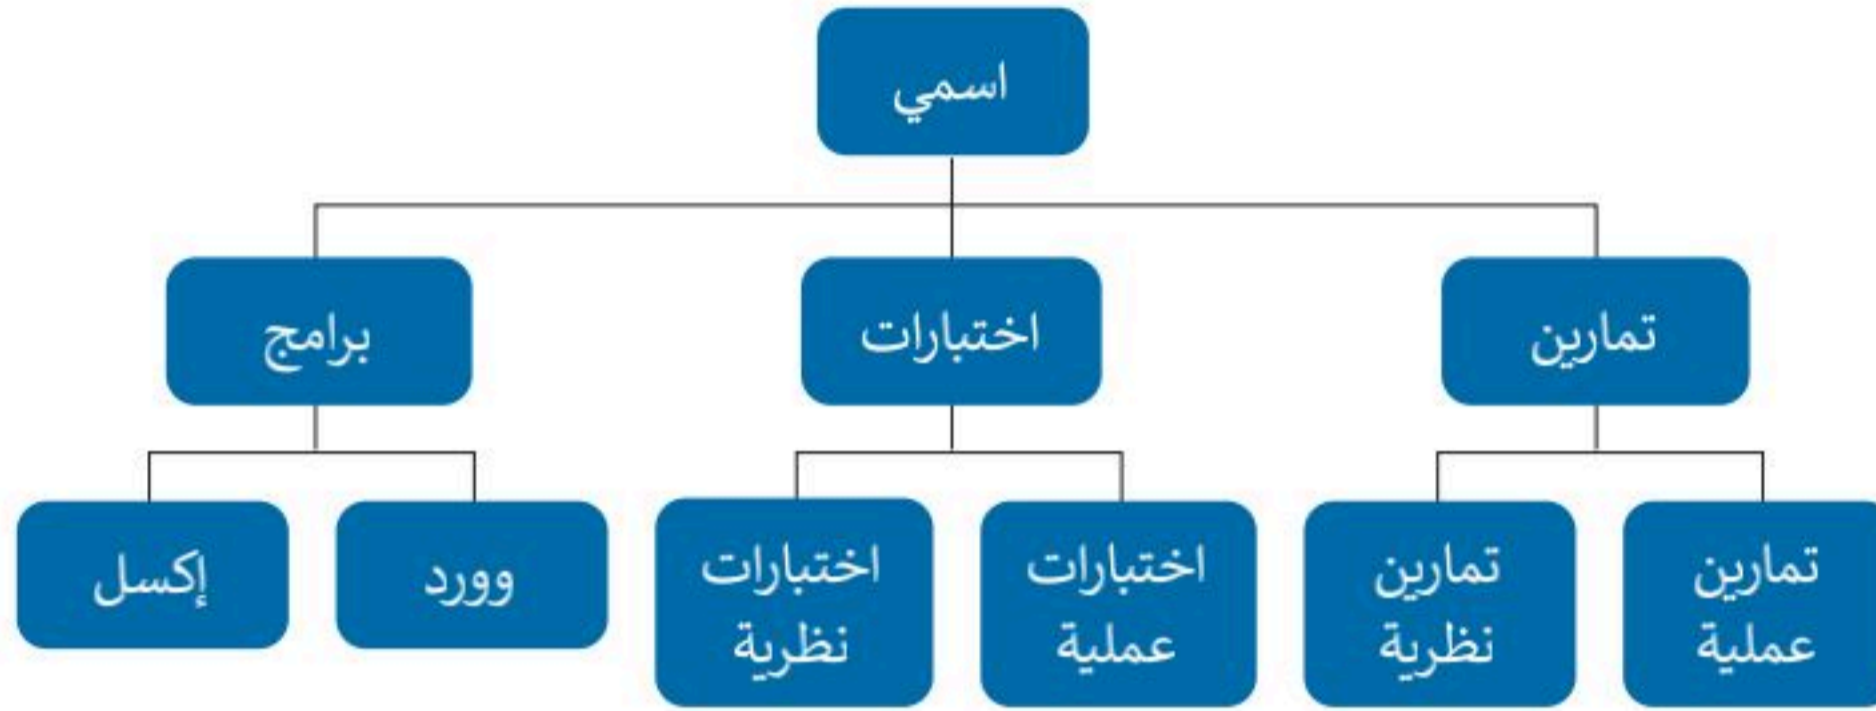 اسمي
تمارين
اختبارات
برامج
تمارين
عملية
تمارين
نظرية
اختبارات
عملية
اختبارات
نظرية
وورد
إكسل